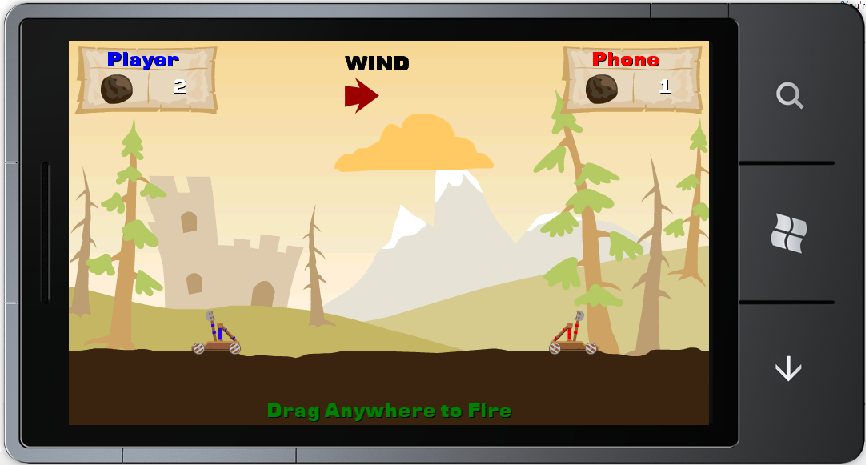 Player
2
WIND
Phone
1
Drag Anywhere to Fire